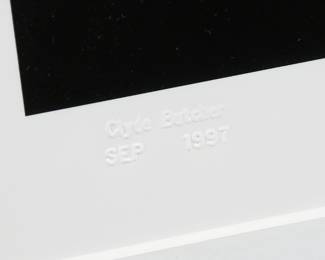 Clyde Butcher
SEP 1997